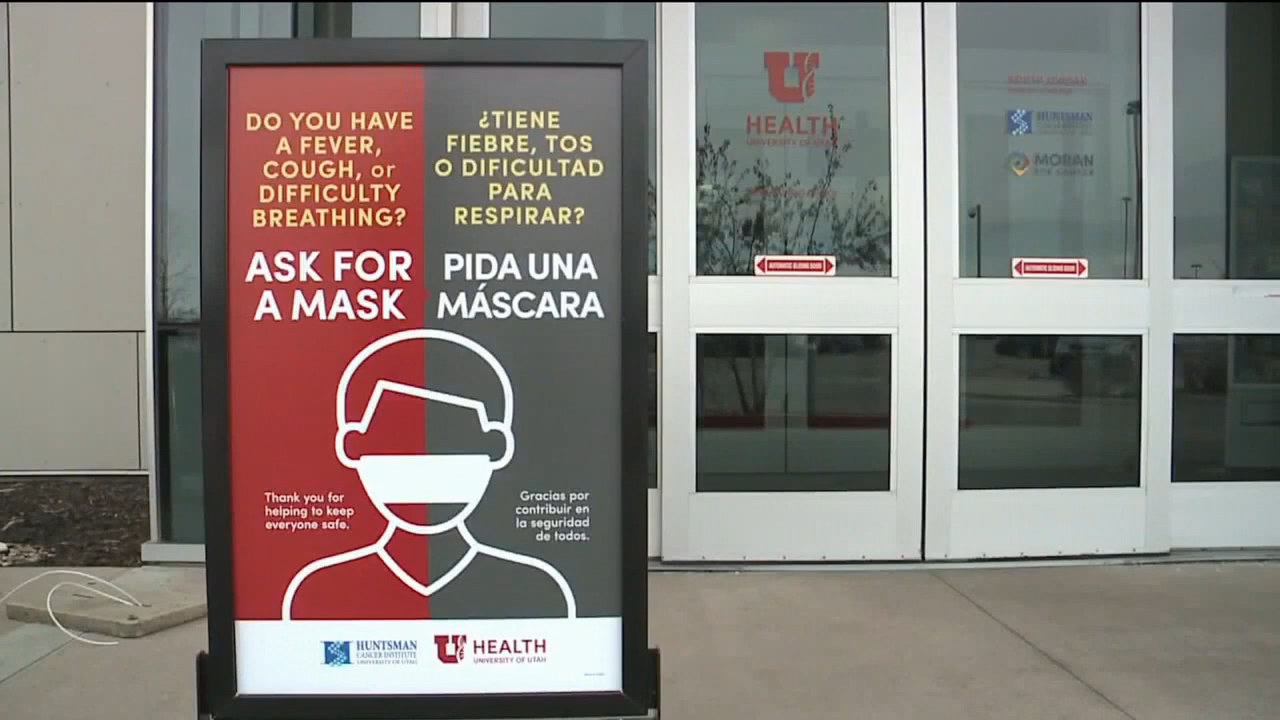 DO YOU HAVE
A FEVER,
COUGH, or
DIFFICULTY
BREATHING?
ASK FOR
A MASK
Thank you for
helping to keep
everyone safe.
¿TIENE
FIEBRE, TOS
O DIFICULTAD
PARA
RESPIRAR?
PIDA UNA
MÁSCARA
Gracias por
contribuir en
la seguridad
de todos.
HUNTSMAN
CANCER INSTITUTE
UNIVERSITY OF UTAH
U HEALTH
UNIVERSITY OF UTAH
U
HEALTH
UNIVERSITY OF UTAH
AUTOMATIC SLIDING DOOR
SOUTH JORDAN
HUNTSMAN
MORAN
EYE CENTER
AUTOMATIC SLIDING DOOR